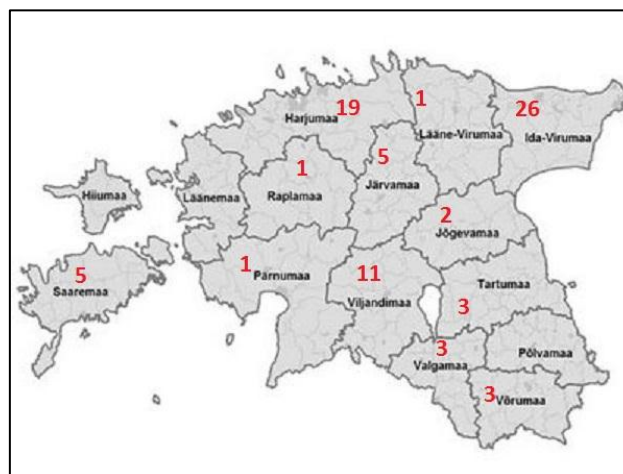 19
Harjumaa
1
Lääne-Virumaa
26
Ida-Virumaa
Hiiumaa
Läänemaa
1
Raplamaa
5
Järvamaa
2
Jõgevamaa
5
Saaremaa
1
Pärnumaa
11
Viljandimaa
Tartumaa
3
3
Valgamaa
Põlvamaa
3
Võrumaa